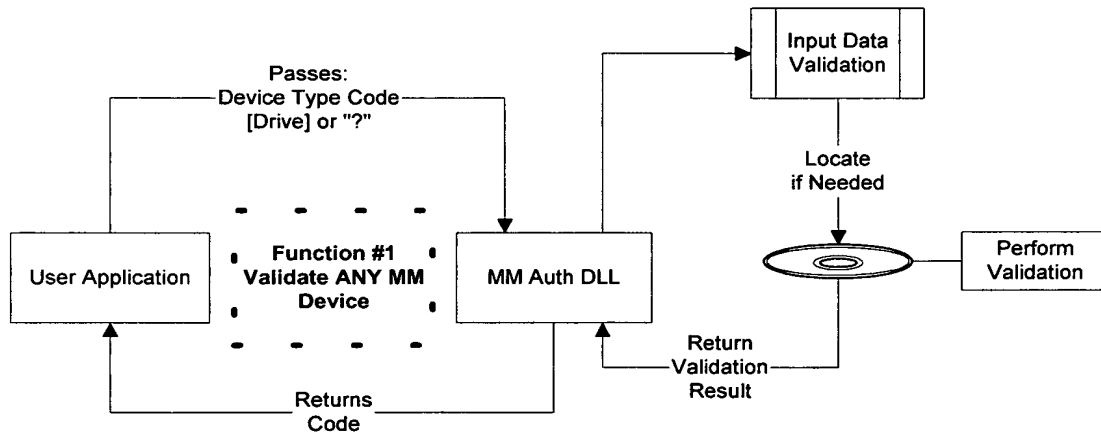 Input Data
Validation
Passes:
Device Type Code
[Drive] or "?"
Locate
if Needed
User Application
Function #1
Validate ANY MM
Device
MM Auth DLL
Perform
Validation
Return
Validation
Result
Returns
Code